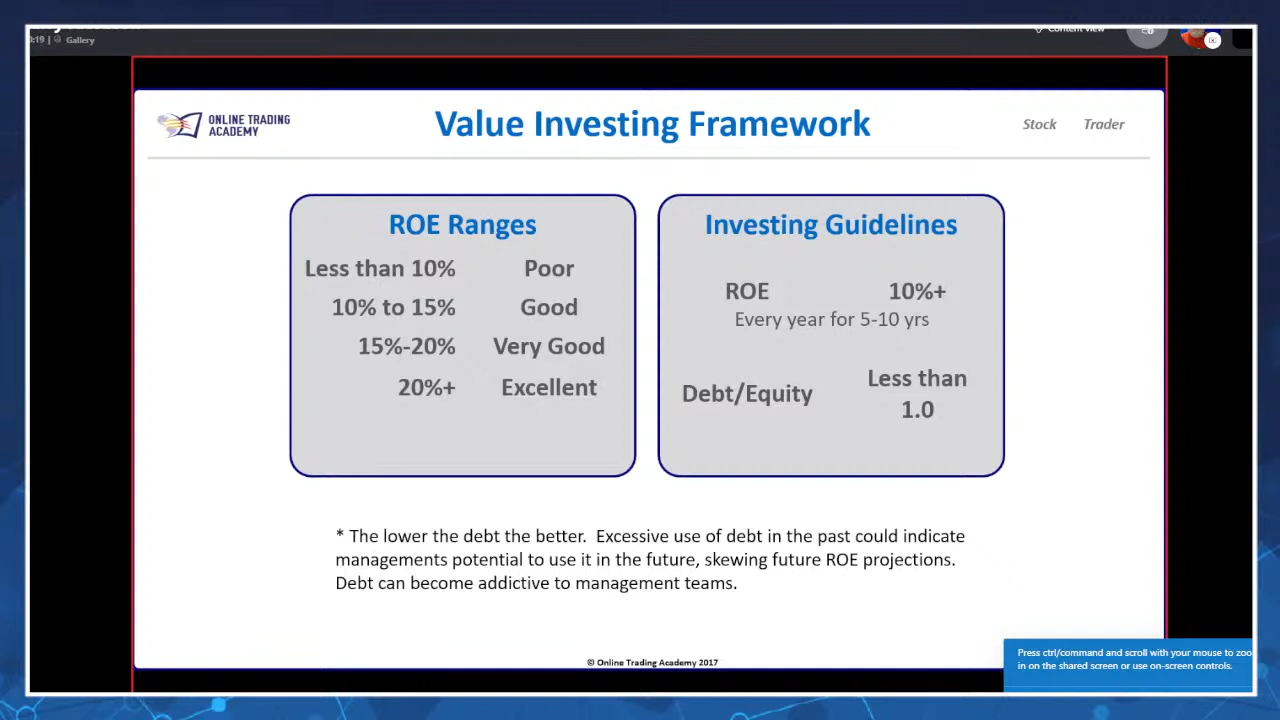 :19 |
Gallery
Content view
ONLINE TRADING
ACADEMY
Value Investing Framework
Stock Trader
ROE Ranges
Less than 10% Poor
10% to 15% Good
15%-20% Very Good
20%+ Excellent
Investing Guidelines
ROE 10%+
Every year for 5-10 yrs
Debt/Equity Less than
1.0
* The lower the debt the better. Excessive use of debt in the past could indicate
managements potential to use it in the future, skewing future ROE projections.
Debt can become addictive to management teams.
© Online Trading Academy 2017
Press ctrl/command and scroll with your mouse to zoo
in on the shared screen or use on-screen controls.